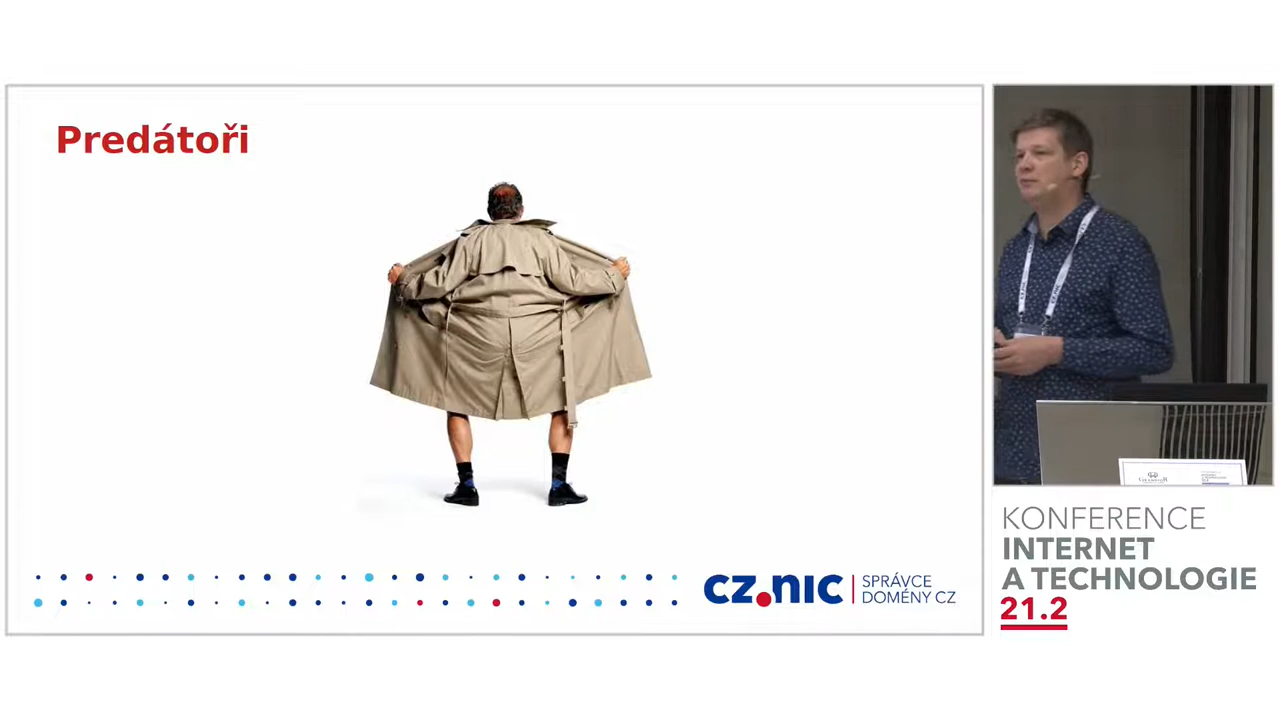 Predátoři
CZ.NIC
SPRÁVCE
DOMÉNY CZ
KONFERENCE
INTERNET
A TECHNOLOGIE
21.2